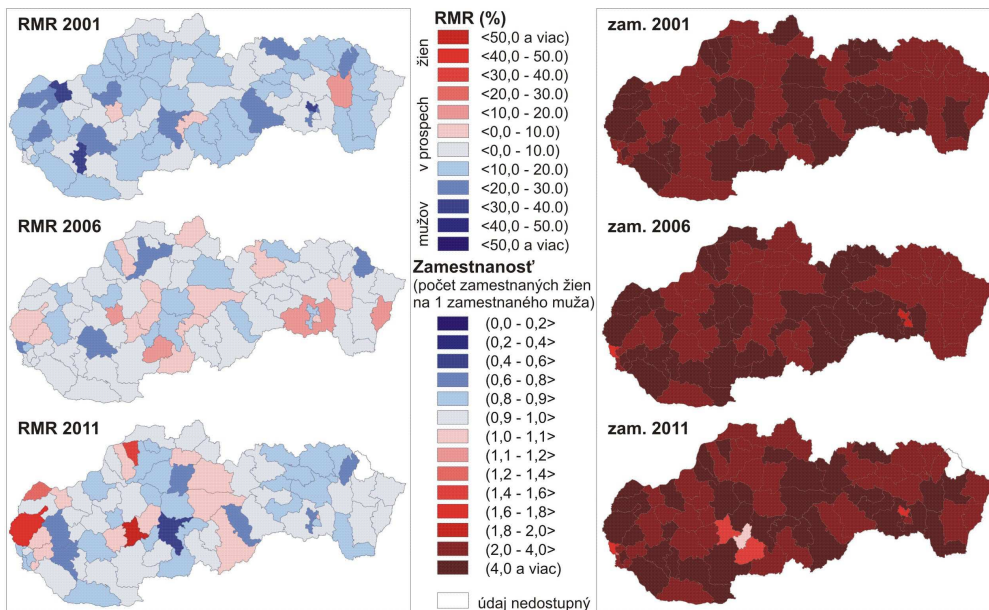 RMR 2001
RMR 2006
RMR 2011
RMR (%)
žien
v prospech
mužov
<50,0 a viac)
<40,0 - 50.0)
<30,0 - 40.0)
<20,0 - 30.0)
<10,0 - 20.0)
<0,0 - 10.0)
<0,0 - 10.0)
<10,0 - 20.0)
<20,0 - 30.0)
<30,0 - 40.0)
<40,0 - 50.0)
<50,0 a viac)
Zamestnanosť
(počet zamestnaných žien
na 1 zamestnaného muža)
(0,0 - 0,2>
(0,2 - 0,4>
(0,4 - 0,6>
(0,6 - 0,8>
(0,8 - 0,9>
(0,9 - 1,0>
(1,0 - 1,1>
(1,1 - 1,2>
(1,2 - 1,4>
(1,4 - 1,6>
(1,6 - 1,8>
(1,8 - 2,0>
(2,0 - 4,0>
(4,0 a viac)
údaj nedostupný
zam. 2001
zam. 2006
zam. 2011